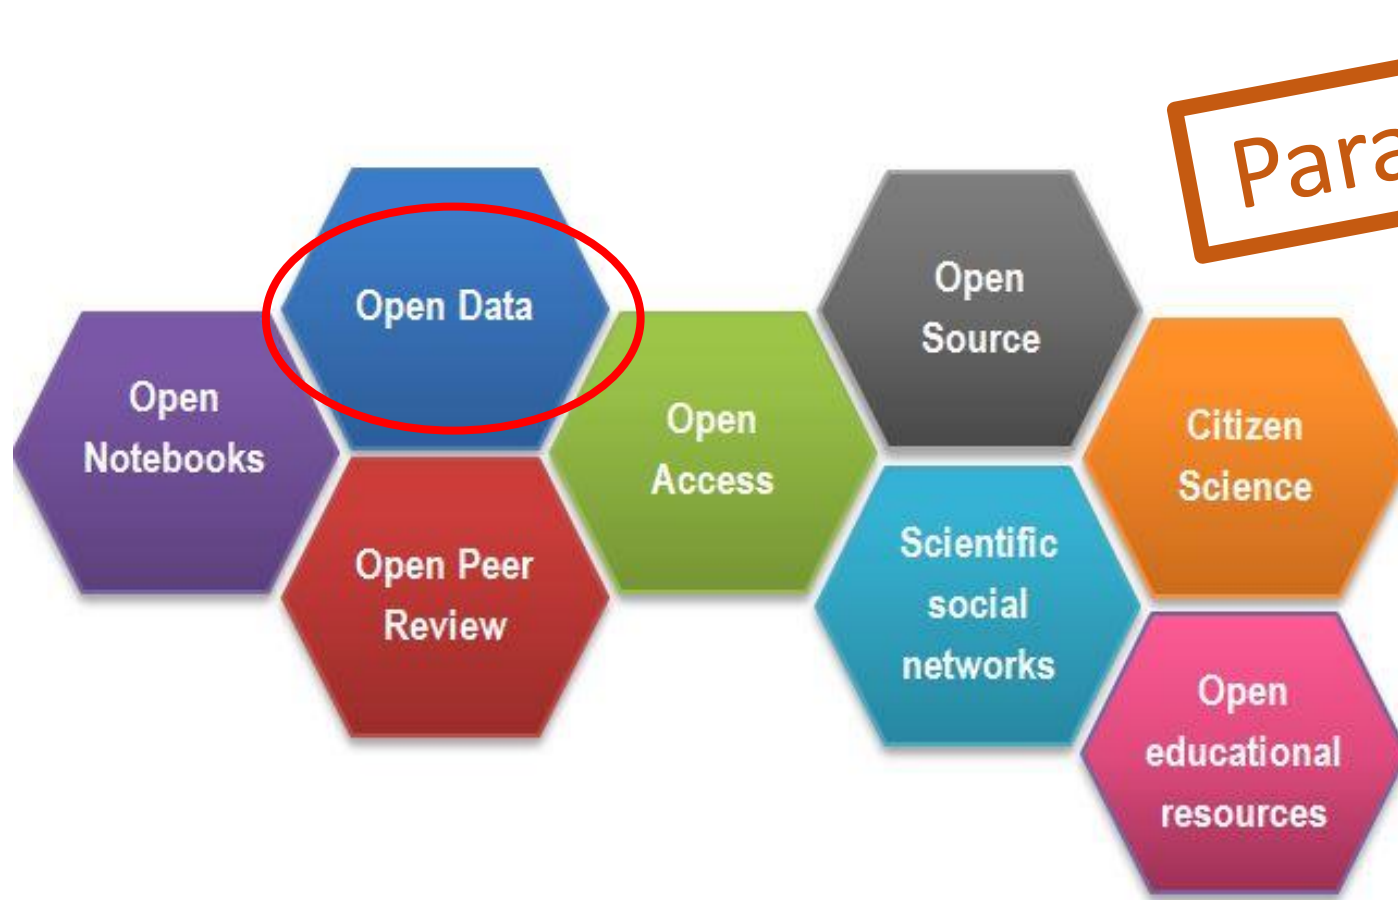 Open Data
Open
Notebooks
Open Peer
Review
Open
Access
Open
Source
Scientific
social
networks
Citizen
Science
Open
educational
resources